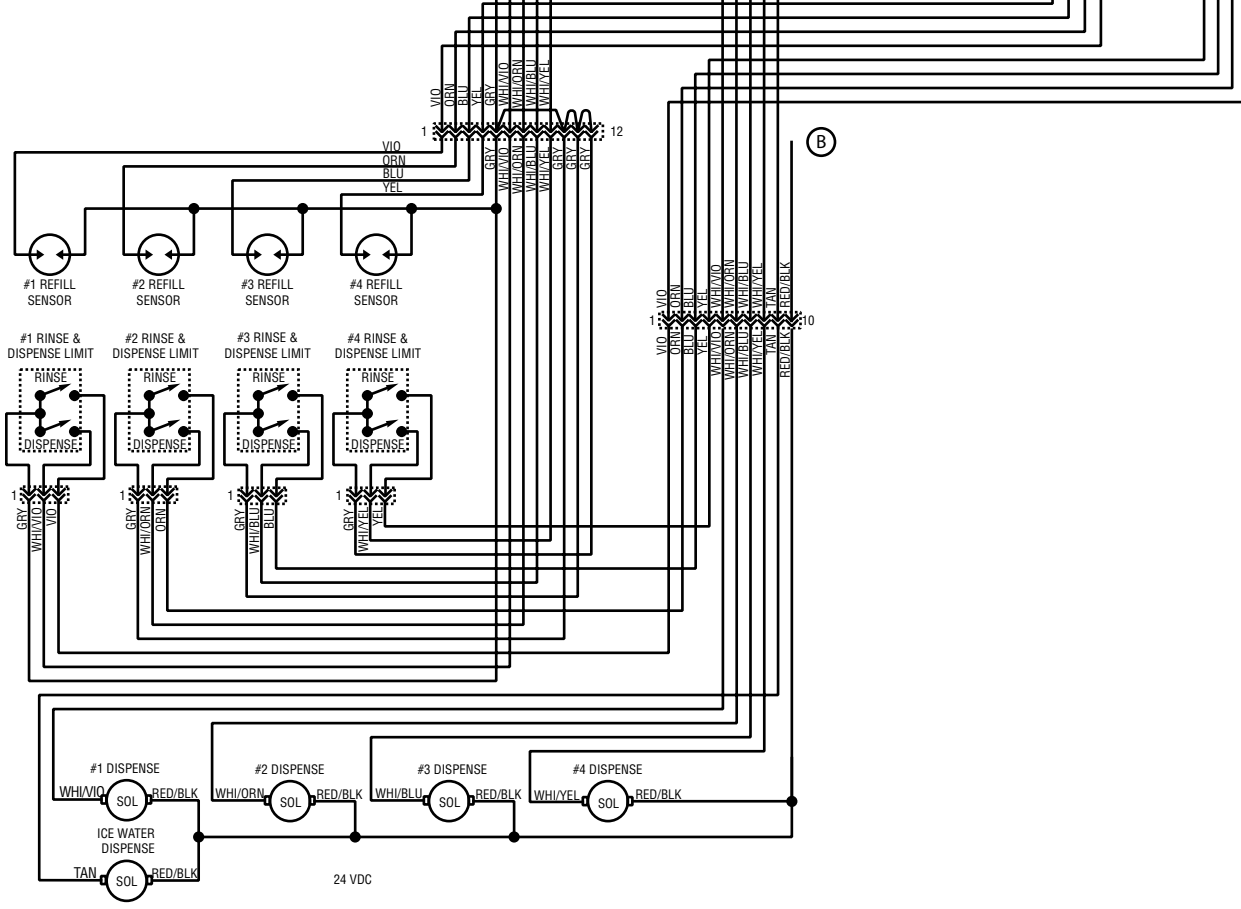 VIO
ORN
BLU
YEL
GRY
WHI/VIO
WHI/ORN
WHI/BLU
WHI/YEL
1
12
B
VIO
ORN
BLU
YEL
GRY
WHI/VIO
WHI/ORN
WHI/BLU
WHI/YEL
GRY
GRY
GRY
#1 REFILL
SENSOR
#2 REFILL
SENSOR
#3 REFILL
SENSOR
#4 REFILL
SENSOR
VIO
ORN
BLU
YEL
WHI/VIO
WHI/ORN
WHI/BLU
WHI/YEL
TAN
RED/BLK
1
10
VIO
ORN
BLU
YEL
WHI/VIO
WHI/ORN
WHI/BLU
WHI/YEL
TAN
RED/BLK
#1 RINSE &
DISPENSE LIMIT
#2 RINSE &
DISPENSE LIMIT
#3 RINSE &
DISPENSE LIMIT
#4 RINSE &
DISPENSE LIMIT
RINSE
RINSE
RINSE
RINSE
DISPENSE
DISPENSE
DISPENSE
DISPENSE
1
1
1
1
GRY
WHI/VIO
VIO
GRY
WHI/ORN
ORN
GRY
WHI/BLU
BLU
GRY
WHI/YEL
YEL
#1 DISPENSE
#2 DISPENSE
#3 DISPENSE
#4 DISPENSE
WHI/VIO
SOL
RED/BLK
WHI/ORN
SOL
RED/BLK
WHI/BLU
SOL
RED/BLK
WHI/YEL
SOL
RED/BLK
ICE WATER
DISPENSE
TAN
SOL
RED/BLK
24 VDC